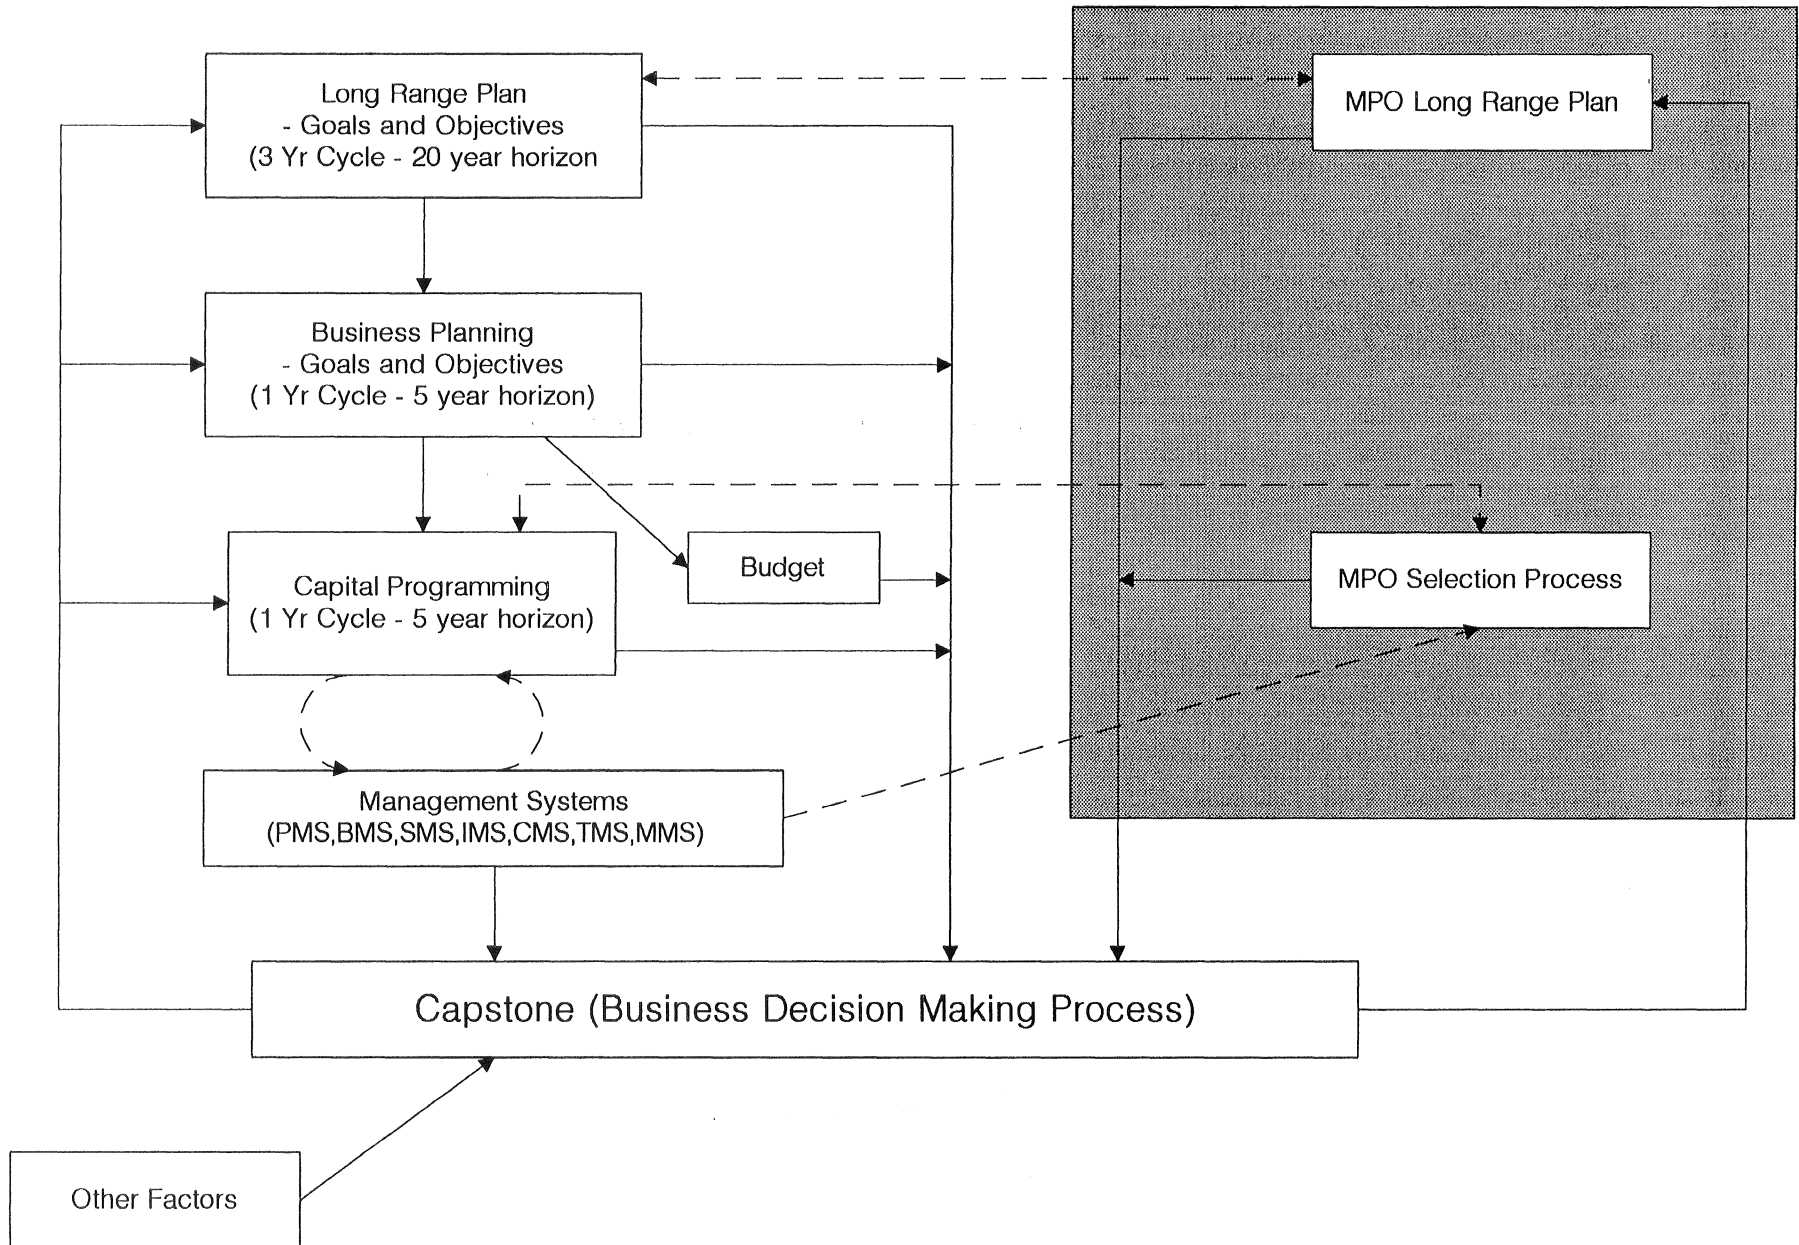 Long Range Plan
- Goals and Objectives
(3 Yr Cycle - 20 year horizon
MPO Long Range Plan
Business Planning
- Goals and Objectives
(1 Yr Cycle - 5 year horizon)
Capital Programming
(1 Yr Cycle - 5 year horizon)
Budget
MPO Selection Process
Management Systems
(PMS,BMS,SMS,IMS,CMS,TMS,MMS)
Capstone (Business Decision Making Process)
Other Factors